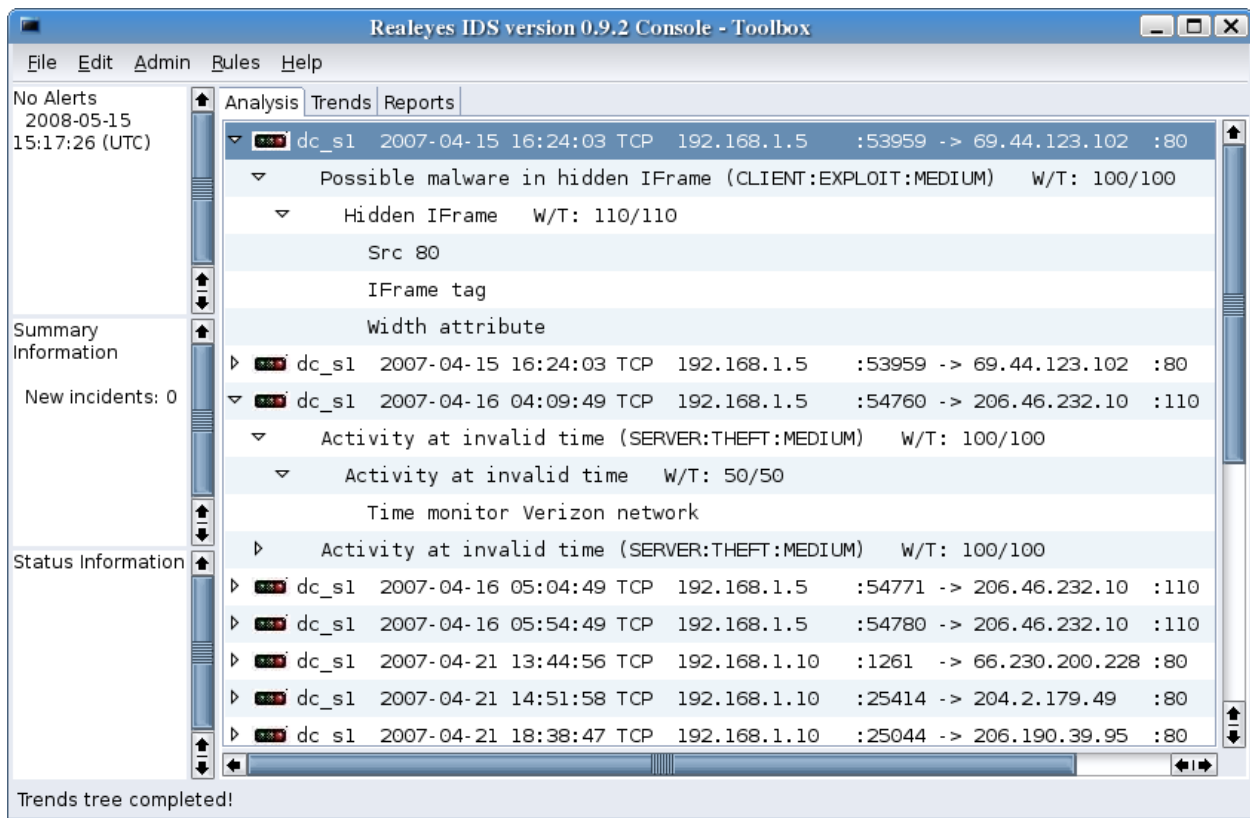 Realeyes IDS version 0.9.2 Console - Toolbox
File Edit Admin Rules Help
No Alerts
2008-05-15
15:17:26 (UTC)
Summary
Information
New incidents: 0
Status Information
Analysis Trends Reports
dc_s1 2007-04-15 16:24:03 TCP 192.168.1.5 :53959 -> 69.44.123.102 :80
Possible malware in hidden IFrame (CLIENT:EXPLOIT:MEDIUM) W/T: 100/100
Hidden IFrame W/T: 110/110
Src 80
IFrame tag
Width attribute
dc_s1 2007-04-15 16:24:03 TCP 192.168.1.5 :53959 -> 69.44.123.102 :80
dc_s1 2007-04-16 04:09:49 TCP 192.168.1.5 :54760 -> 206.46.232.10 :110
Activity at invalid time (SERVER:THEFT:MEDIUM) W/T: 100/100
Activity at invalid time W/T: 50/50
Time monitor Verizon network
Activity at invalid time (SERVER:THEFT:MEDIUM) W/T: 100/100
dc_s1 2007-04-16 05:04:49 TCP 192.168.1.5 :54771 -> 206.46.232.10 :110
dc_s1 2007-04-16 05:54:49 TCP 192.168.1.5 :54780 -> 206.46.232.10 :110
dc_s1 2007-04-21 13:44:56 TCP 192.168.1.10 :1261 -> 66.230.200.228 :80
dc_s1 2007-04-21 14:51:58 TCP 192.168.1.10 :25414 -> 204.2.179.49 :80
dc_s1 2007-04-21 18:38:47 TCP 192.168.1.10 :25044 -> 206.190.39.95 :80
Trends tree completed!